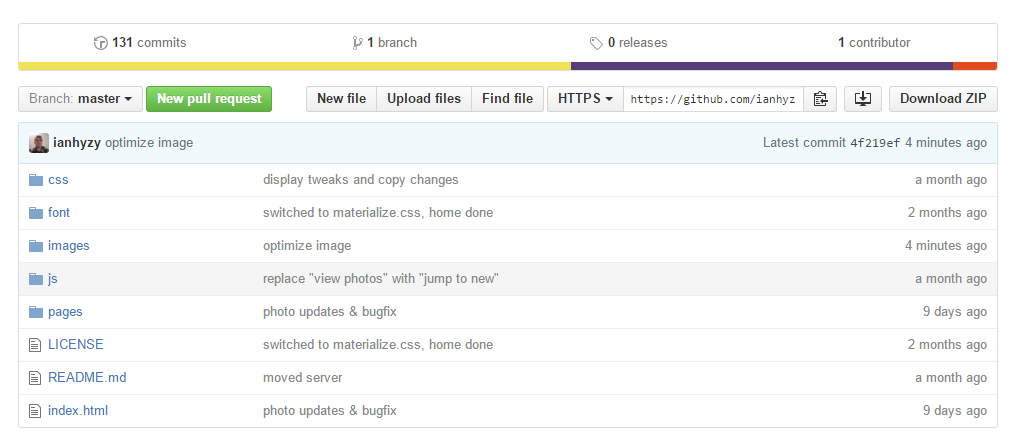 131 commits 1 branch 0 releases 1 contributor
Branch: master New pull request New file Upload files Find file HTTPS https://github.com/ianhyz Download ZIP
ianhyzy optimize image Latest commit 4f219ef 4 minutes ago
css display tweaks and copy changes a month ago
font switched to materialize.css, home done 2 months ago
images optimize image 4 minutes ago
js replace "view photos" with "jump to new" a month ago
pages photo updates & bugfix 9 days ago
LICENSE switched to materialize.css, home done 2 months ago
README.md moved server a month ago
index.html photo updates & bugfix 9 days ago